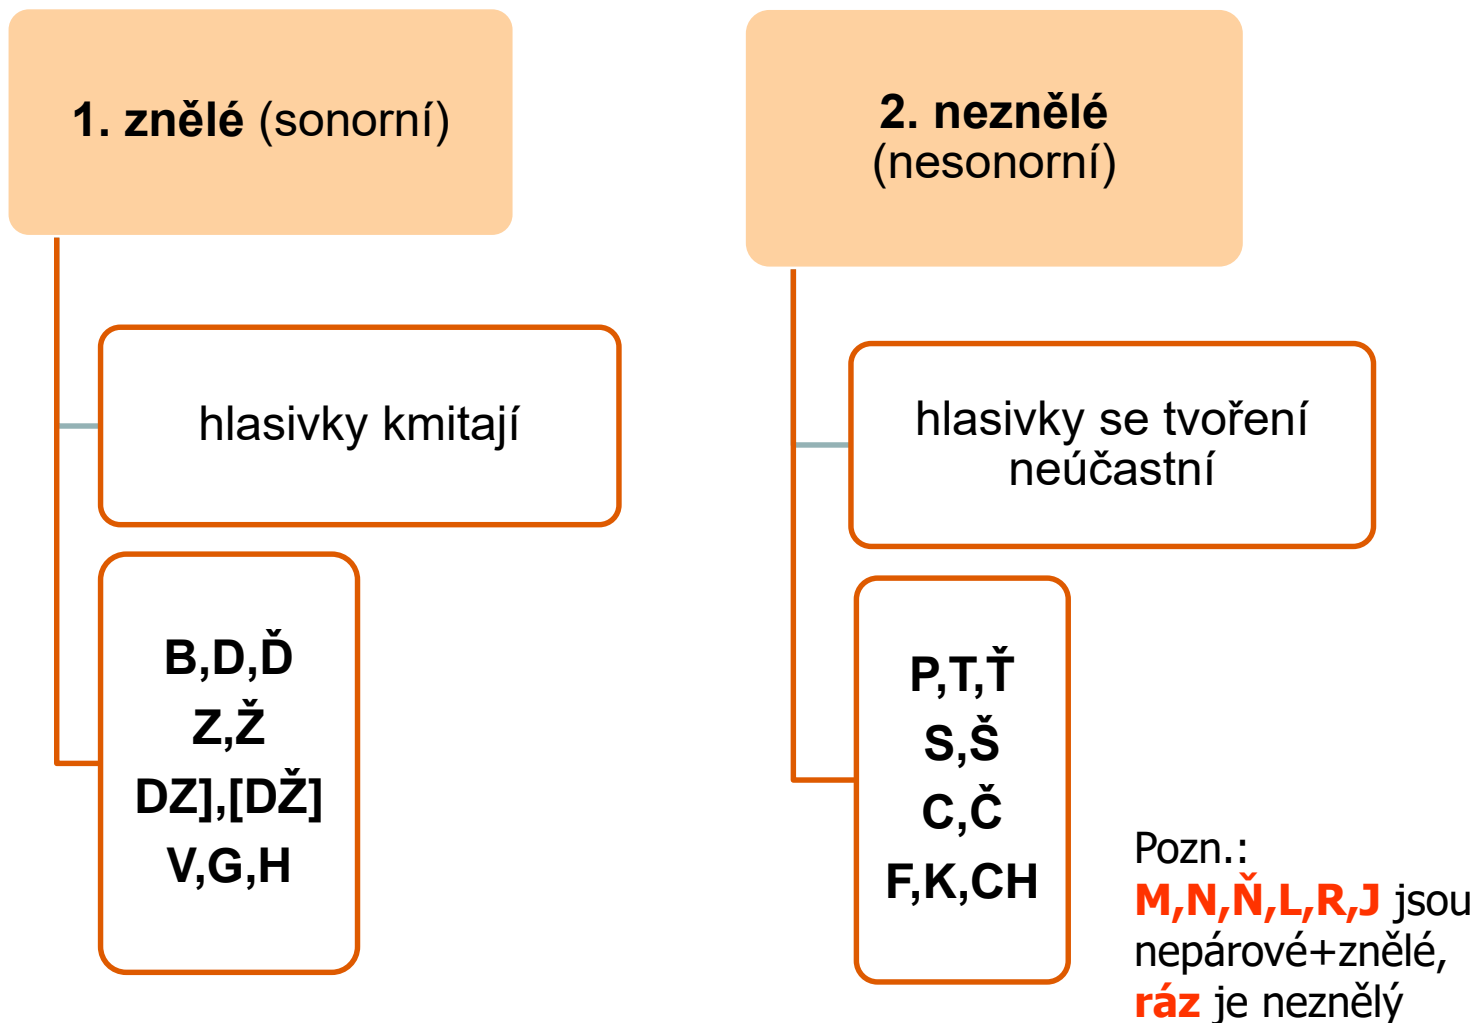 1. znělé (sonorní)
hlasivky kmitají
B,D,Ď
Z,Ž
DZ],[DŽ]
V,G,H
2. neznělé
(nesonorní)
hlasivky se tvoření
neúčastní
P,T,Ť
S,Š
C,Č
F,K,CH
Pozn.:
M,N,Ň,L,R,J jsou
nepárové+znělé,
ráz je neznělý